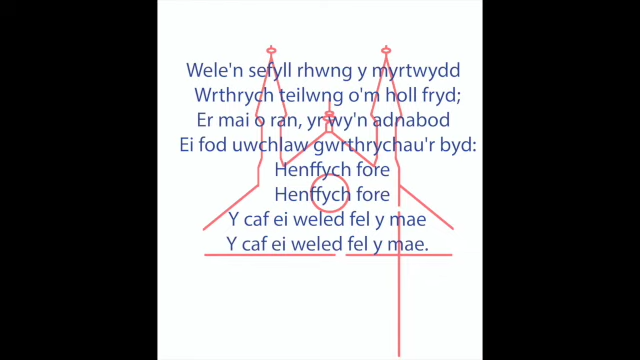 Wele'n sefyll rhwng y myrtwydd
Wrthrych teilwng o'm holl fryd;
Er mai o ran, yr wy'n adnabod
Ei fod uwchlaw gwrthrychau'r byd:
Henffych fore
Henffych fore
Y caf ei weled fel y mae
Y caf ei weled fel y mae.